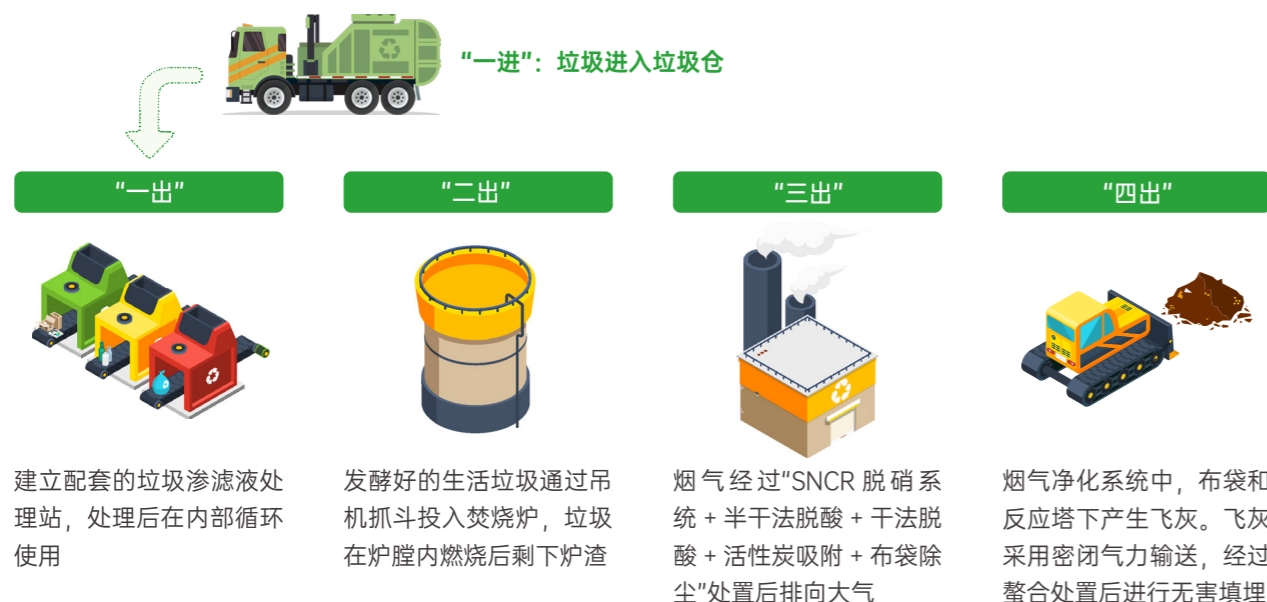 “一进”：垃圾进入垃圾仓
“一出”
“二出”
“三出”
“四出”
建立配套的垃圾渗滤液处
理站，处理后在内部循环
使用
发酵好的生活垃圾通过吊
机抓斗投入焚烧炉，垃圾
在炉膛内燃烧后剩下炉渣
烟气经过”SNCR 脱硝系
统 + 半干法脱酸 + 干法脱
酸 + 活性炭吸附 + 布袋除
尘”处置后排向大气
烟气净化系统中，布袋和
反应塔下产生飞灰。飞灰
采用密闭气力输送，经过
螯合处置后进行无害填埋